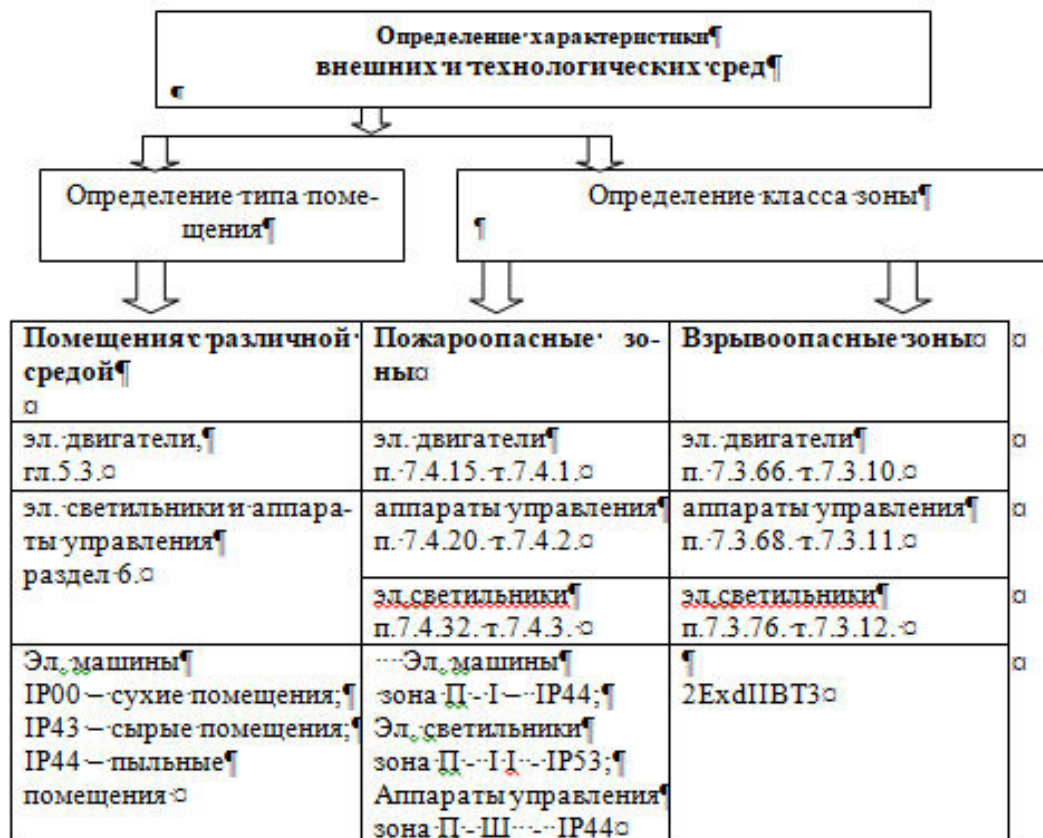 Определение характеристики
внешних и технологических сред
Определение типа поме-
щения
Определение класса зоны
Помещения с различной
средой
Пожароопасные зо-
ны
Взрывоопасные зоны
эл. двигатели,
гл.5.3.
эл. двигатели
п. 7.4.15. т.7.4.1.
эл. двигатели
п. 7.3.66. т.7.3.10.
эл. светильники и аппара-
ты управления
раздел 6.
аппараты управления
п. 7.4.20. т.7.4.2.
аппараты управления
п. 7.3.68. т.7.3.11.
эл.светильники
п.7.4.32. т.7.4.3.
эл.светильники
п.7.3.76. т.7.3.12.
Эл. машины
IP00 – сухие помещения;
IP43 – сырые помещения;
IP44 – пыльные
помещения
Эл. машины
зона П - I – IP44;
Эл. светильники
зона П - I I - IP53;
Аппараты управления
зона П - Ш - IP44
2ExdIIBT3